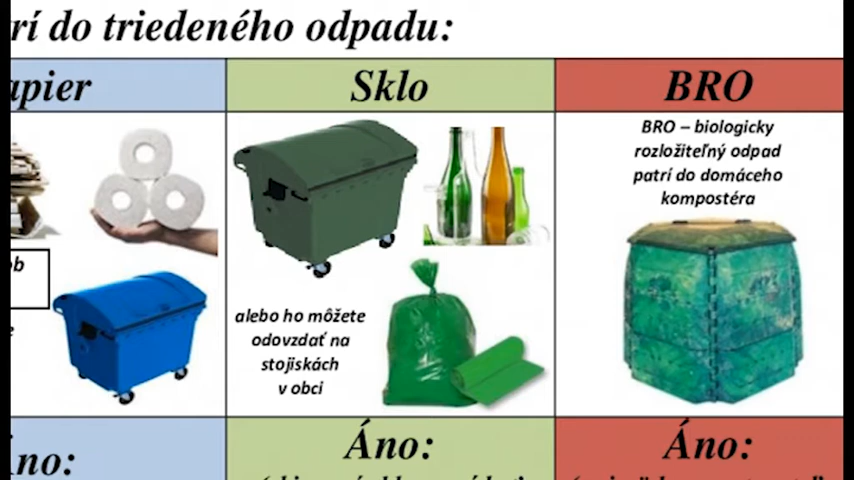 rí do triedeného odpadu:
apier
Sklo
BRO
BRO – biologicky
rozložiteľný odpad
patrí do domáceho
kompostéra
ob
alebo ho môžete
odovzdať na
stojiskách
v obci
Áno:
Áno:
Áno: